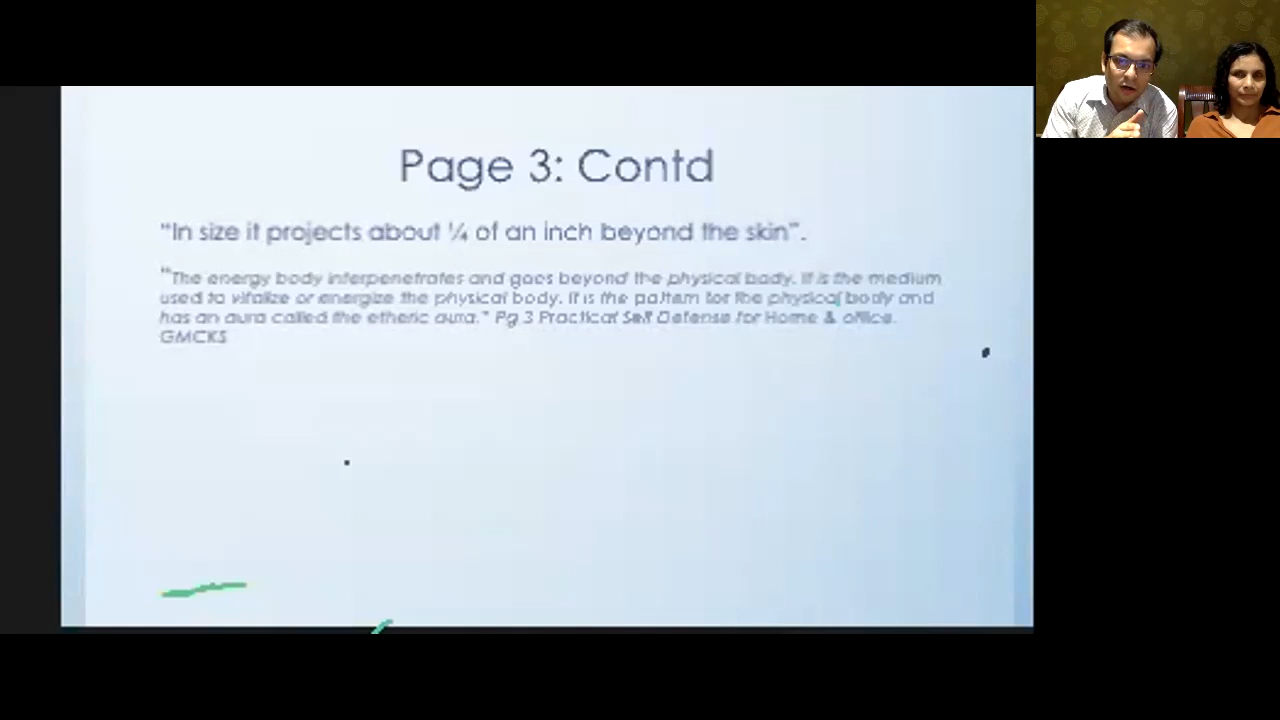 Page 3: Contd
“In size it projects about ¼ of an inch beyond the skin”.
“The energy body interpenetrates and goes beyond the physical body. It is the medium
used to vitalize or energize the physical body. It is the pattern for the physical body and
has an aura called the etheric aura.” Pg 3 Practical Self Defense for Home & office.
GMCKS